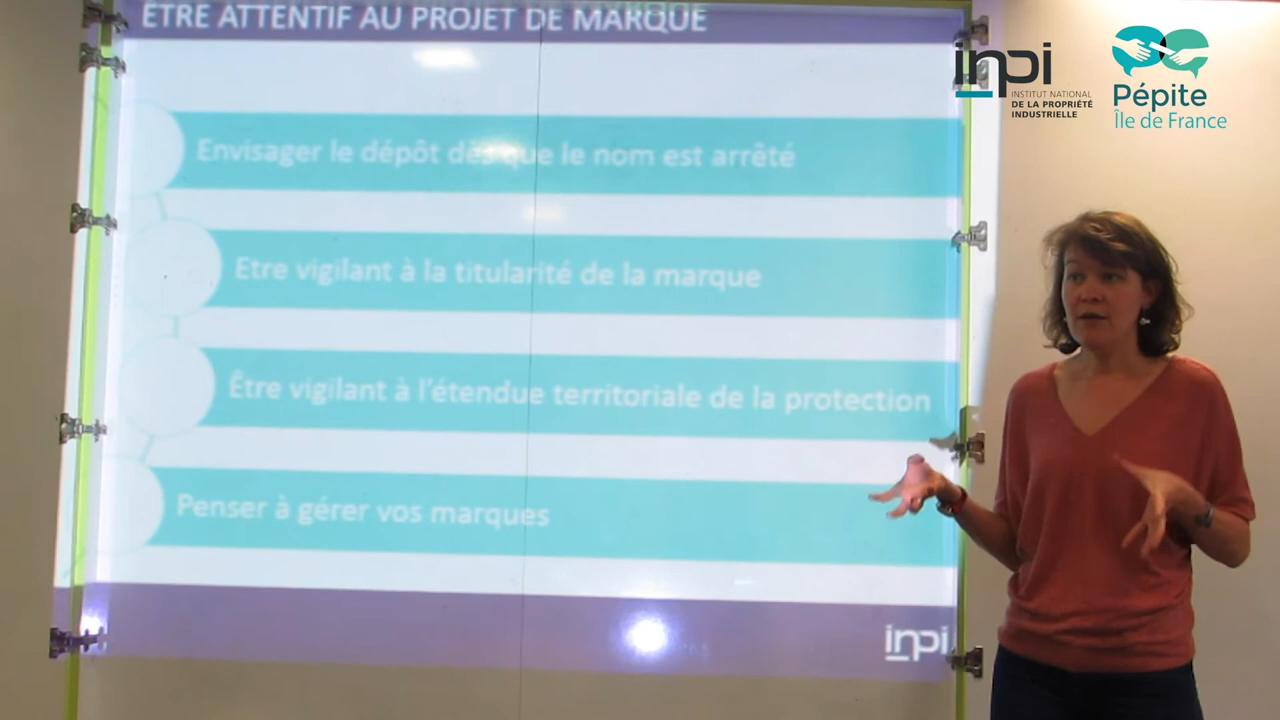 ETRE ATTENTIF AU PROJET DE MARQUE
Envisager le dépôt dès que le nom est arrêté
Etre vigilant à la titularité de la marque
Être vigilant à l'étendue territoriale de la protection
Penser à gérer vos marques
inpi
inpi
INSTITUT NATIONAL
DE LA PROPRIÉTÉ
INDUSTRIELLE
Pépite
Île de France